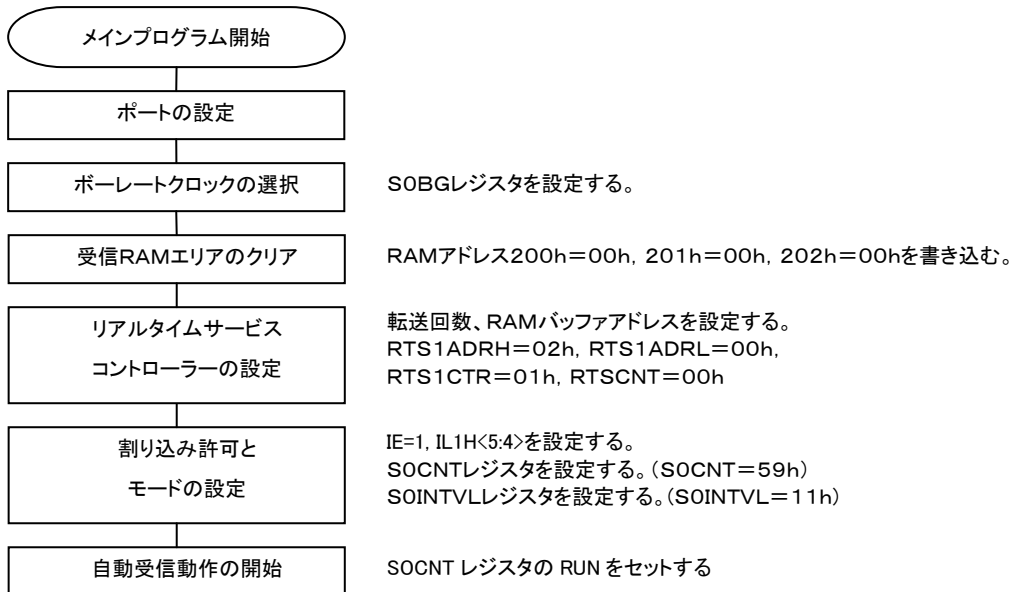 メインプログラム開始
ポートの設定
ボーレートクロックの選択
S0BGレジスタを設定する。
受信RAMエリアのクリア
RAMアドレス200h=00h, 201h=00h, 202h=00hを書き込む。
リアルタイムサービス
コントローラーの設定
転送回数、RAMバッファアドレスを設定する。
RTS1ADRH=02h, RTS1ADRL=00h,
RTS1CTR=01h, RTSCNT=00h
割り込み許可と
モードの設定
IE=1, IL1H<5:4>を設定する。
S0CNTレジスタを設定する。(S0CNT=59h)
S0INTVLレジスタを設定する。(S0INTVL=11h)
自動受信動作の開始
S0CNT レジスタの RUN をセットする